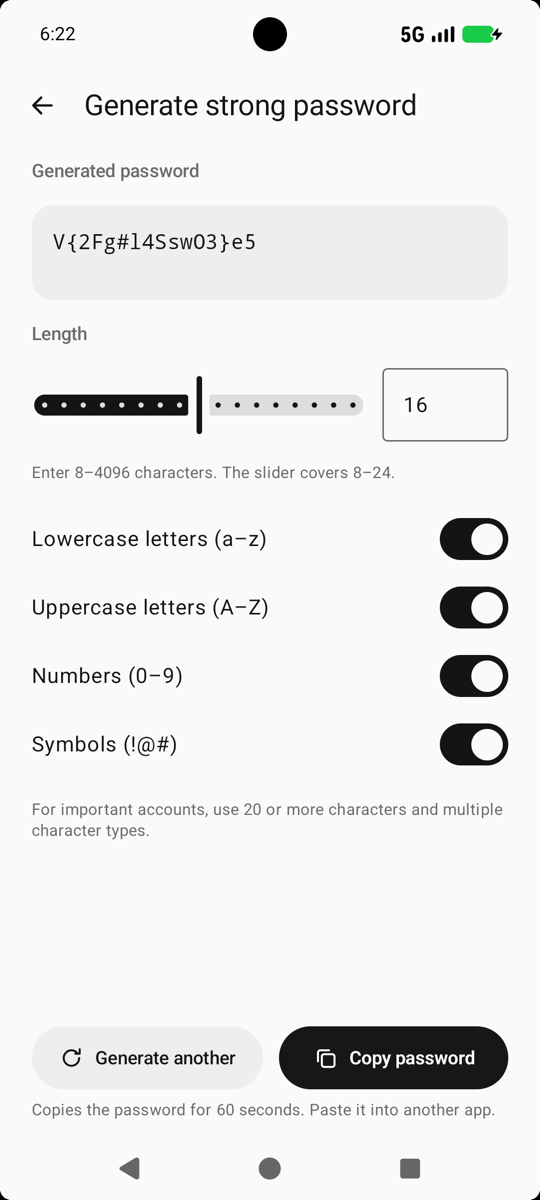 6:22
5G
Generate strong password
Generated password
V{2Fg#l4SswO3}e5
Length
16
Enter 8–4096 characters. The slider covers 8–24.
Lowercase letters (a–z)
Uppercase letters (A–Z)
Numbers (0–9)
Symbols (!@#)
For important accounts, use 20 or more characters and multiple
character types.
Generate another
Copy password
Copies the password for 60 seconds. Paste it into another app.